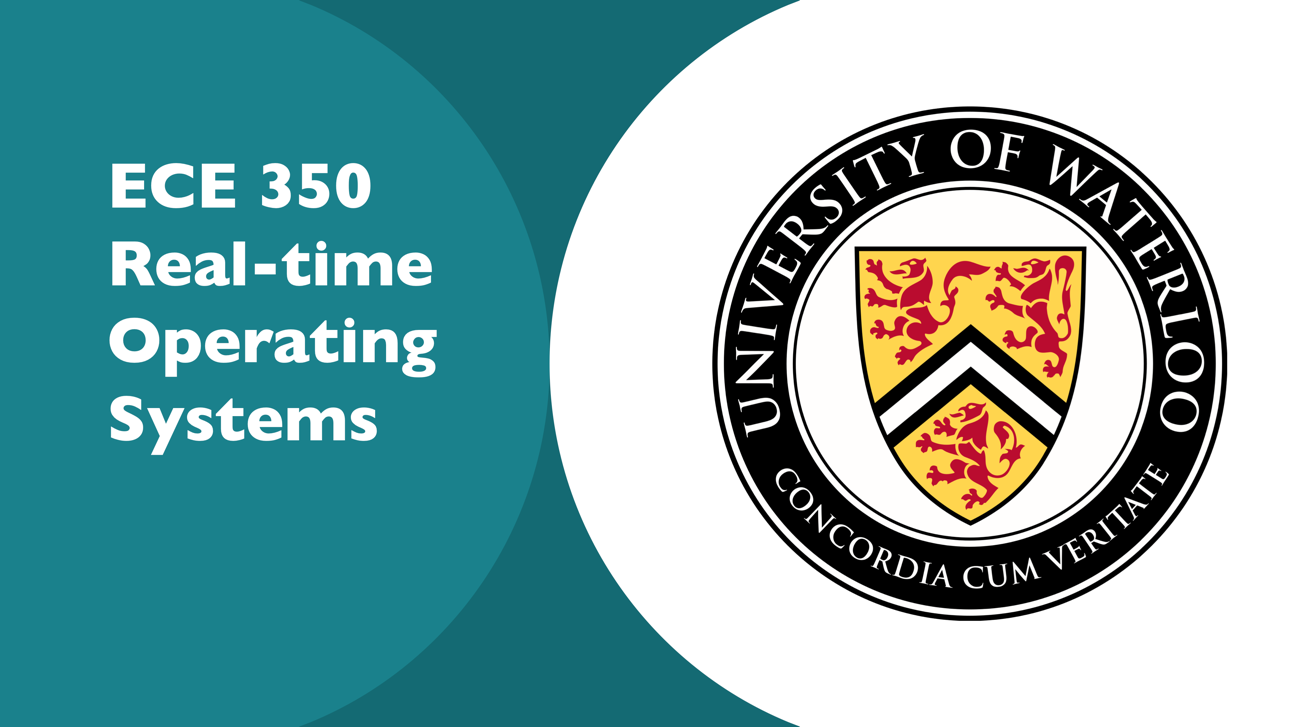 ECE 350
Real-time
Operating
Systems
UNIVERSITY OF WATERLOO
CONCORDIA CUM VERITATE